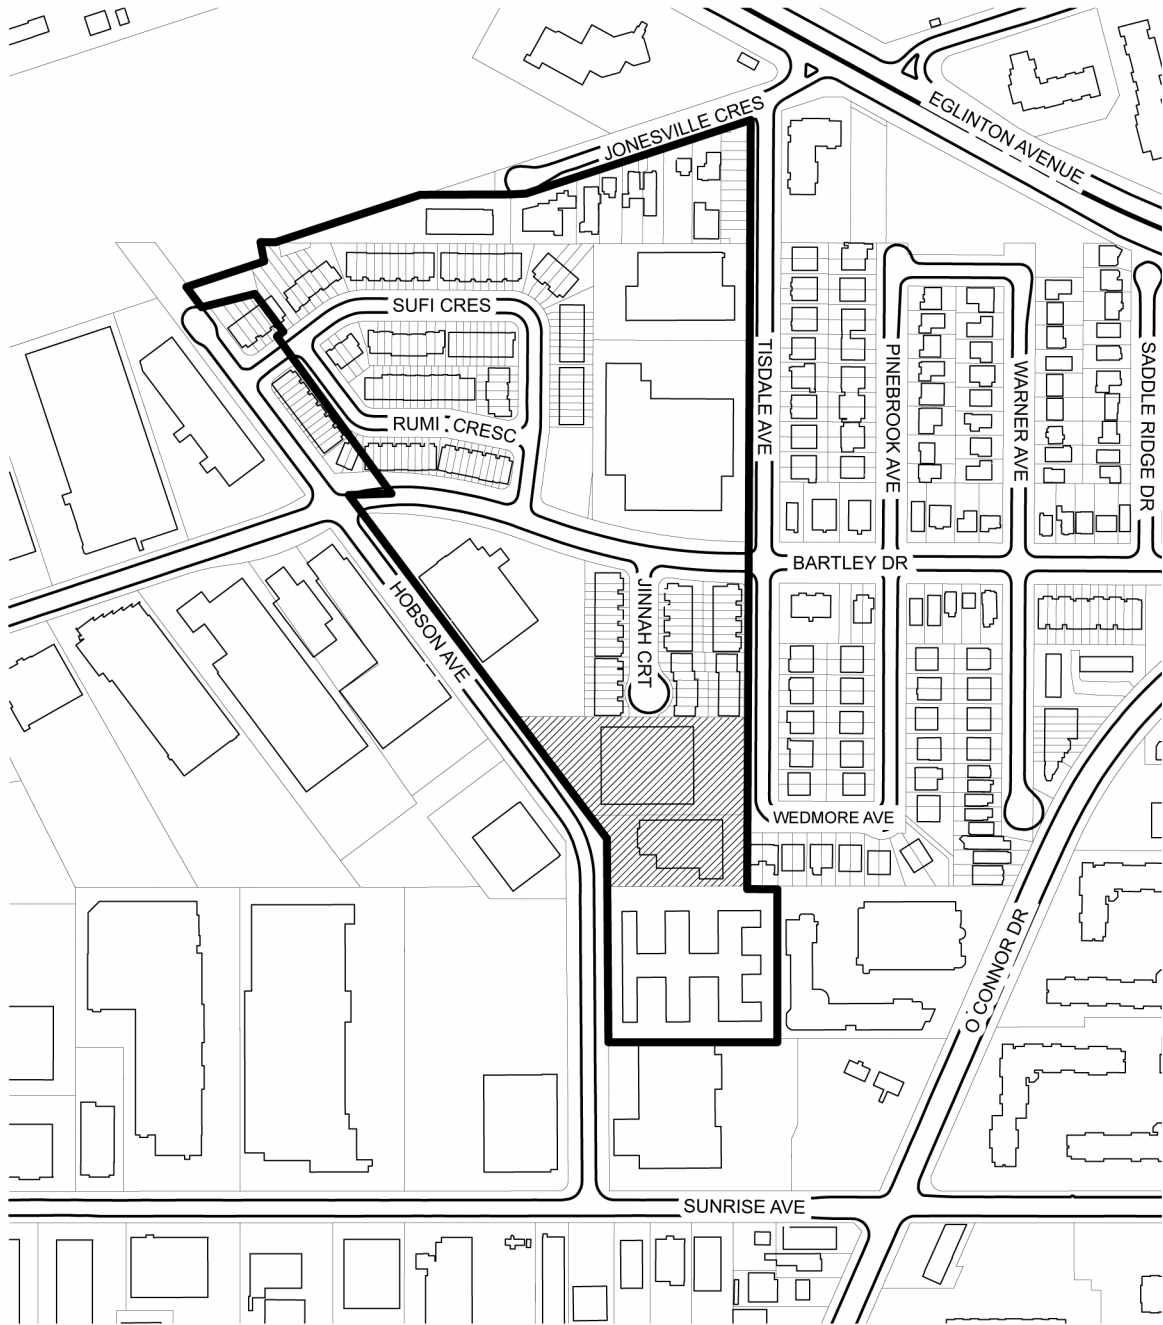 JONESVILLE CRES
EGLINTON AVENUE
SUFI CRES
TISDALE AVE
PINEBROOK AVE
WARNER AVE
SADDLE RIDGE DR
RUMI CRESC
BARTLEY DR
HOBSON AVE
JINNAH CRT
WEDMORE AVE
O'CONNOR DR
SUNRISE AVE